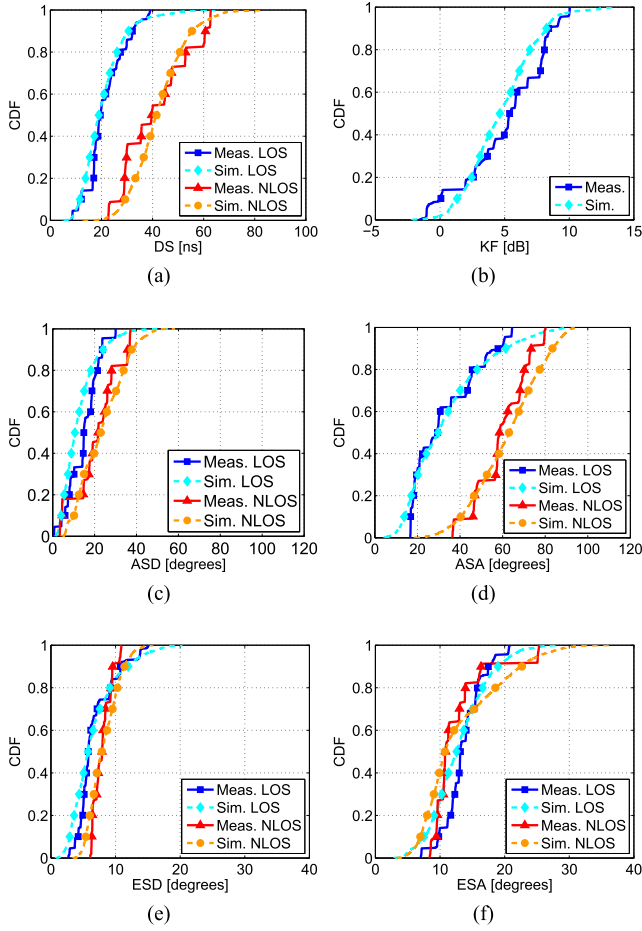 1
0.8
0.6
0.4
0.2
0
CDF
0 20 40 60 80 100
DS [ns]
Meas. LOS
Sim. LOS
Meas. NLOS
Sim. NLOS
(a)
1
0.8
0.6
0.4
0.2
0
CDF
−5 0 5 10 15
KF [dB]
Meas.
Sim.
(b)
1
0.8
0.6
0.4
0.2
0
CDF
0 20 40 60 80 100 120
ASD [degrees]
Meas. LOS
Sim. LOS
Meas. NLOS
Sim. NLOS
(c)
1
0.8
0.6
0.4
0.2
0
CDF
0 20 40 60 80 100 120
ASA [degrees]
Meas. LOS
Sim. LOS
Meas. NLOS
Sim. NLOS
(d)
1
0.8
0.6
0.4
0.2
0
CDF
0 10 20 30 40
ESD [degrees]
Meas. LOS
Sim. LOS
Meas. NLOS
Sim. NLOS
(e)
1
0.8
0.6
0.4
0.2
0
CDF
0 10 20 30 40
ESA [degrees]
Meas. LOS
Sim. LOS
Meas. NLOS
Sim. NLOS
(f)